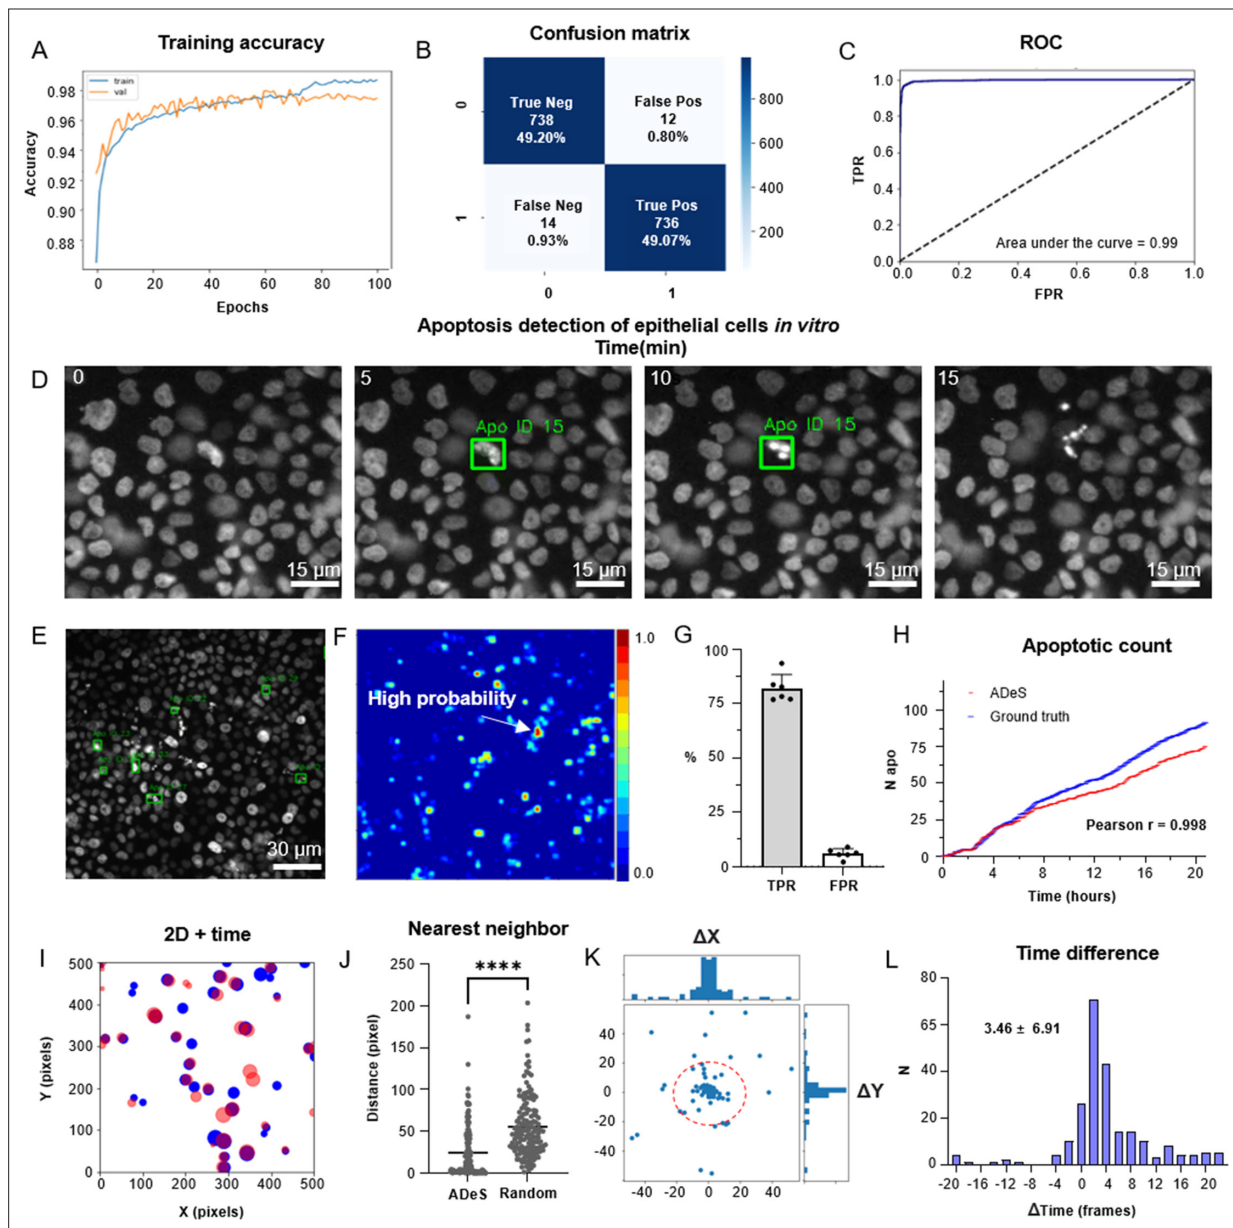 A
Training accuracy
train
val
0.98
0.96
0.94
0.92
0.90
0.88
Accuracy
0
20
40
60
80
100
Epochs
B
Confusion matrix
0
1
True Neg
738
49.20%
False Pos
12
0.80%
False Neg
14
0.93%
True Pos
736
49.07%
0
1
800
600
400
200
C
ROC
1.0
0.8
0.6
0.4
0.2
0.0
TPR
Area under the curve = 0.99
0.0
0.2
0.4
0.6
0.8
1.0
FPR
Apoptosis detection of epithelial cells in vitro
Time(min)
D
0
15 µm
5
Apo ID 15
15 µm
10
Apo ID 15
15 µm
15
15 µm
E
30 µm
F
High probability
1.0
0.0
G
100
75
50
25
0
%
TPR
FPR
H
Apoptotic count
ADeS
Ground truth
100
75
50
25
0
N apo
Pearson r = 0.998
4
8
12
16
20
Time (hours)
I
2D + time
500
400
300
200
100
0
Y (pixels)
0
100
200
300
400
500
X (pixels)
J
Nearest neighbor
****
250
200
150
100
50
0
Distance (pixel)
ADeS
Random
K
ΔX
40
20
0
-20
-40
-60
-40
-20
0
20
40
ΔY
L
Time difference
80
65
40
20
0
N
3.46 ± 6.91
-20
-16
-12
-8
-4
0
4
8
12
16
20
ΔTime (frames)